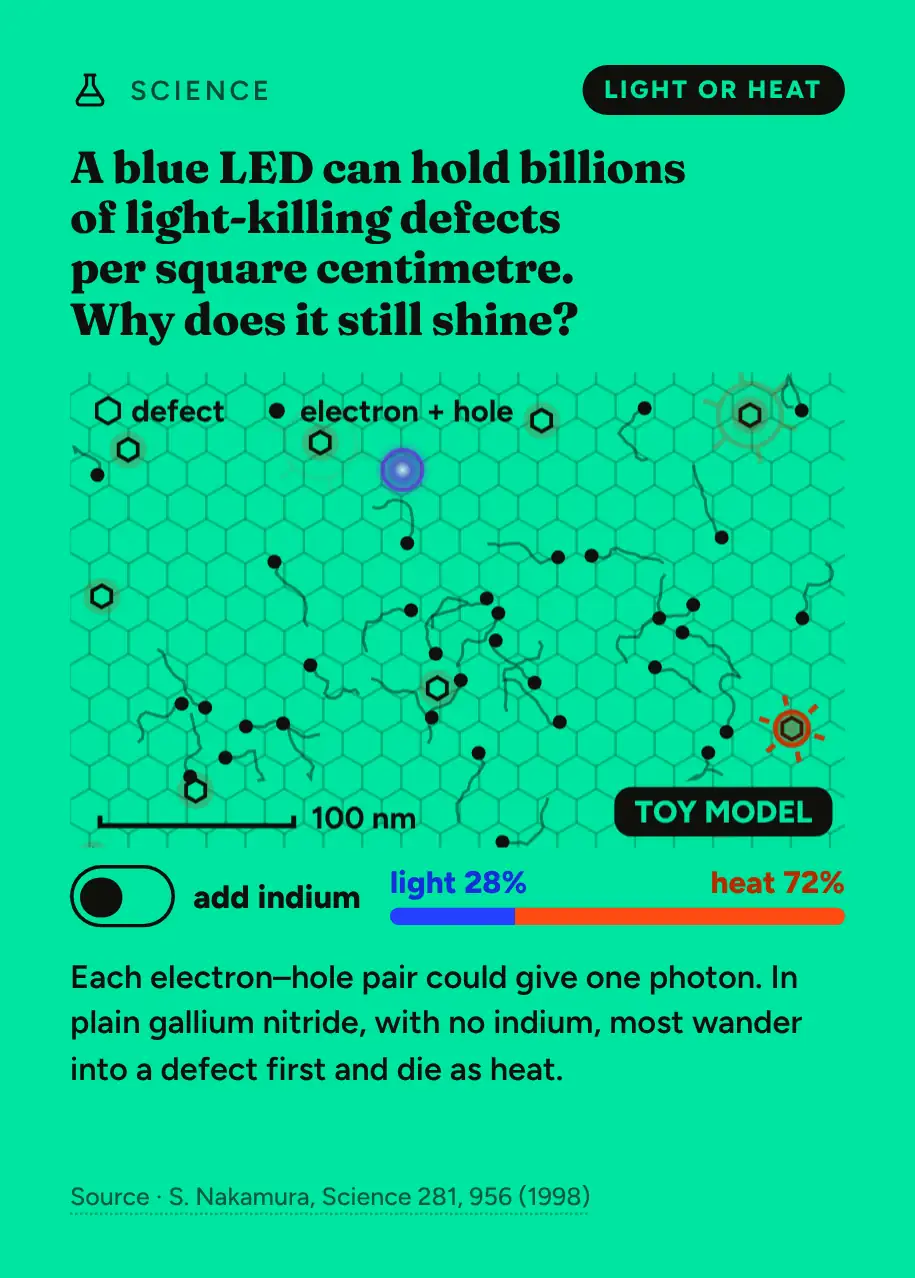 SCIENCE
LIGHT OR HEAT
A blue LED can hold billions
of light-killing defects
per square centimetre.
Why does it still shine?
defect
electron + hole
100 nm
TOY MODEL
add indium
light 28%
heat 72%
Each electron–hole pair could give one photon. In
plain gallium nitride, with no indium, most wander
into a defect first and die as heat.
Source · S. Nakamura, Science 281, 956 (1998)